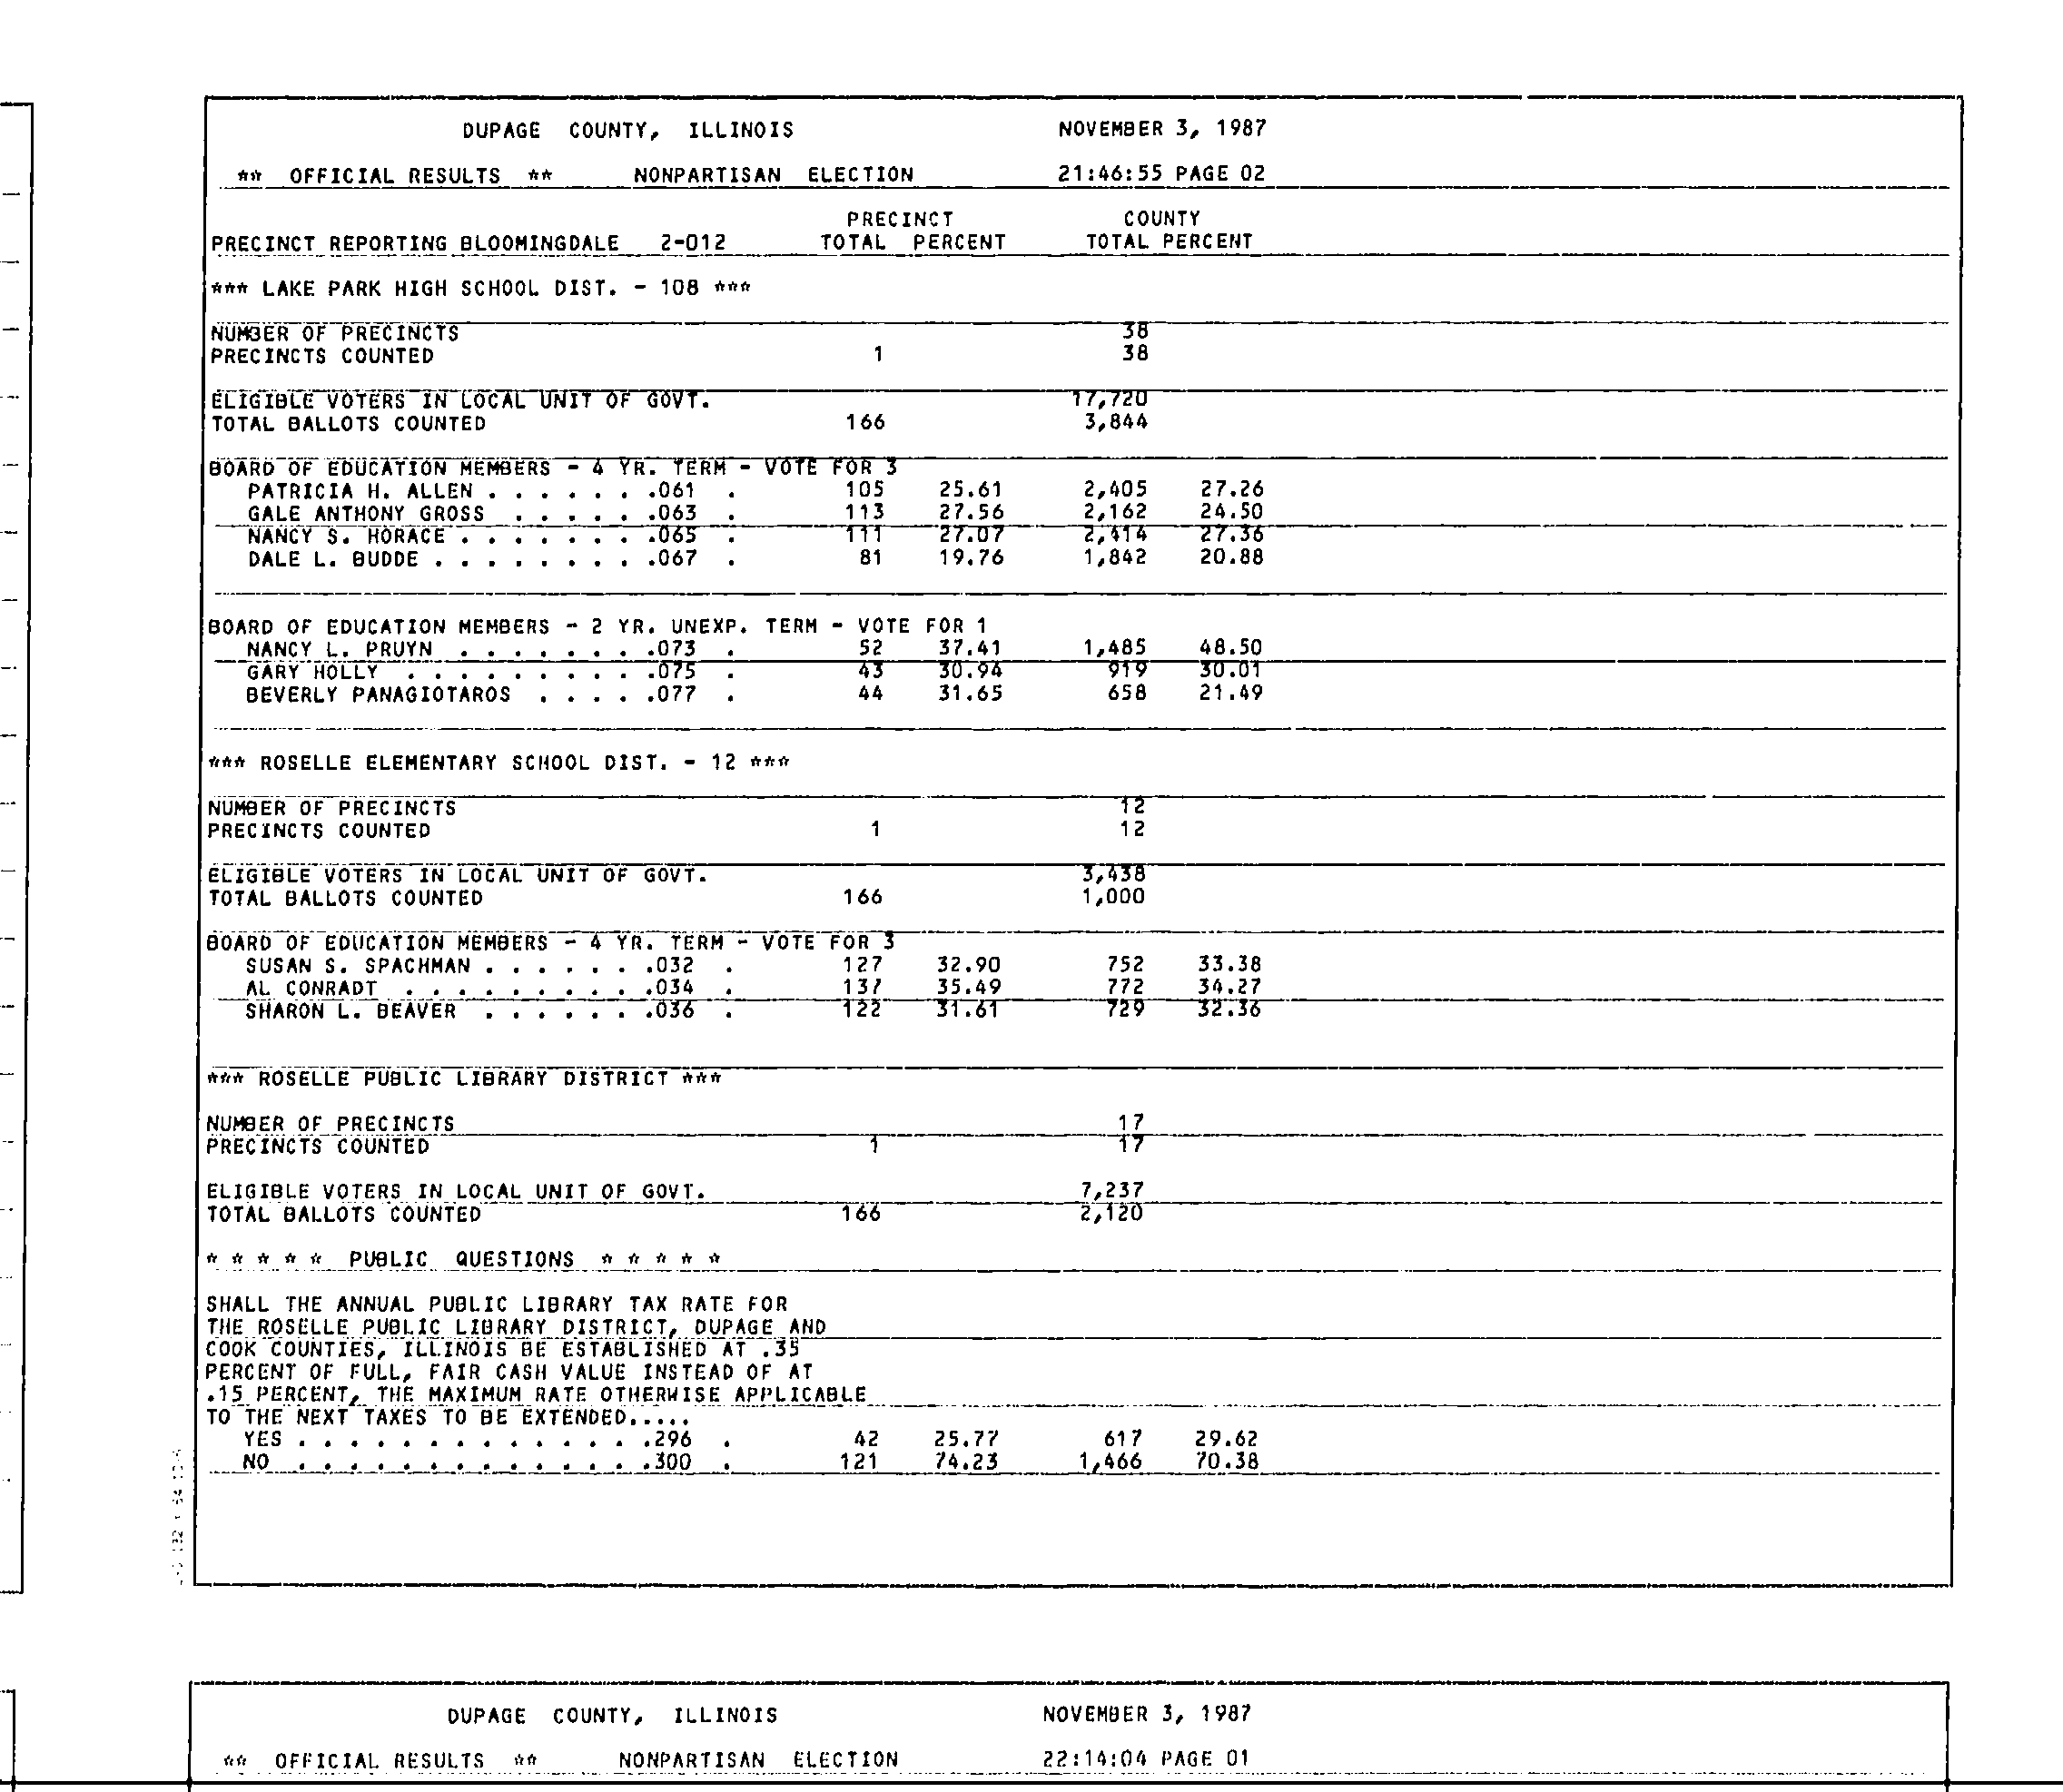 DUPAGE COUNTY, ILLINOIS NOVEMBER 3, 1987
** OFFICIAL RESULTS ** NONPARTISAN ELECTION 21:46:55 PAGE 02
PRECINCT COUNTY
PRECINCT REPORTING BLOOMINGDALE 2-012 TOTAL PERCENT TOTAL PERCENT
*** LAKE PARK HIGH SCHOOL DIST. - 108 ***
NUMBER OF PRECINCTS 38
PRECINCTS COUNTED 1 38
ELIGIBLE VOTERS IN LOCAL UNIT OF GOVT. 17,720
TOTAL BALLOTS COUNTED 166 3,844
BOARD OF EDUCATION MEMBERS - 4 YR. TERM - VOTE FOR 3
PATRICIA H. ALLEN . . . . . . .061 . 105 25.61 2,405 27.26
GALE ANTHONY GROSS . . . . . .063 . 113 27.56 2,162 24.50
NANCY S. HORACE . . . . . . . .065 . 111 27.07 2,414 27.36
DALE L. BUDDE . . . . . . . . .067 . 81 19.76 1,842 20.88
BOARD OF EDUCATION MEMBERS - 2 YR. UNEXP. TERM - VOTE FOR 1
NANCY L. PRUYN . . . . . . . .073 . 52 37.41 1,485 48.50
GARY HOLLY . . . . . . . . . .075 . 43 30.94 919 30.01
BEVERLY PANAGIOTAROS . . . . .077 . 44 31.65 658 21.49
*** ROSELLE ELEMENTARY SCHOOL DIST. - 12 ***
NUMBER OF PRECINCTS 12
PRECINCTS COUNTED 1 12
ELIGIBLE VOTERS IN LOCAL UNIT OF GOVT. 3,438
TOTAL BALLOTS COUNTED 166 1,000
BOARD OF EDUCATION MEMBERS - 4 YR. TERM - VOTE FOR 3
SUSAN S. SPACHMAN . . . . . . .032 . 127 32.90 752 33.38
AL CONRADT . . . . . . . . . .034 . 137 35.49 772 34.27
SHARON L. BEAVER . . . . . . .036 . 122 31.61 729 32.36
*** ROSELLE PUBLIC LIBRARY DISTRICT ***
NUMBER OF PRECINCTS 17
PRECINCTS COUNTED 1 17
ELIGIBLE VOTERS IN LOCAL UNIT OF GOVT. 7,237
TOTAL BALLOTS COUNTED 166 2,120
* * * * * PUBLIC QUESTIONS * * * * *
SHALL THE ANNUAL PUBLIC LIBRARY TAX RATE FOR
THE ROSELLE PUBLIC LIBRARY DISTRICT, DUPAGE AND
COOK COUNTIES, ILLINOIS BE ESTABLISHED AT .35
PERCENT OF FULL, FAIR CASH VALUE INSTEAD OF AT
.15 PERCENT, THE MAXIMUM RATE OTHERWISE APPLICABLE
TO THE NEXT TAXES TO BE EXTENDED.....
YES . . . . . . . . . . . . . .296 . 42 25.77 617 29.62
NO . . . . . . . . . . . . . .300 . 121 74.23 1,466 70.38
DUPAGE COUNTY, ILLINOIS NOVEMBER 3, 1987
** OFFICIAL RESULTS ** NONPARTISAN ELECTION 22:14:04 PAGE 01